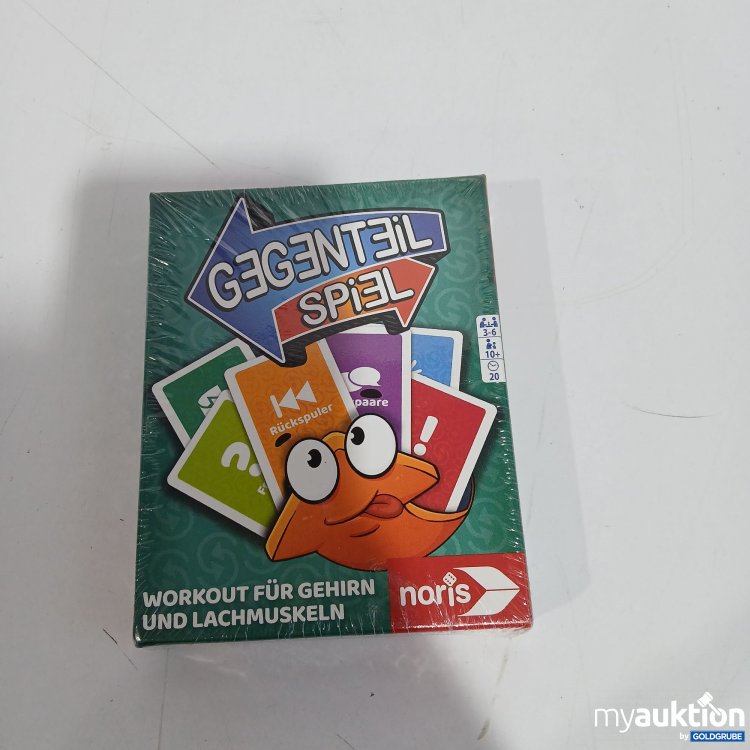 GEGENTEiL
SPiEL
3-6
10+
20
Rückspuler
paare
?
!
WORKOUT FÜR GEHIRN
UND LACHMUSKELN
noris
myauktion
by GOLDGRUBE